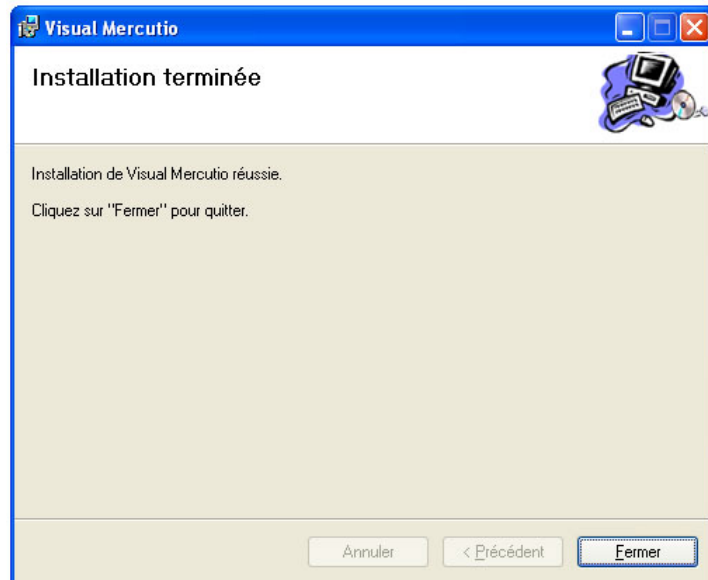 Visual Mercutio
Installation terminée
Installation de Visual Mercutio réussie.
Cliquez sur "Fermer" pour quitter.
Annuler
< Précédent
Fermer